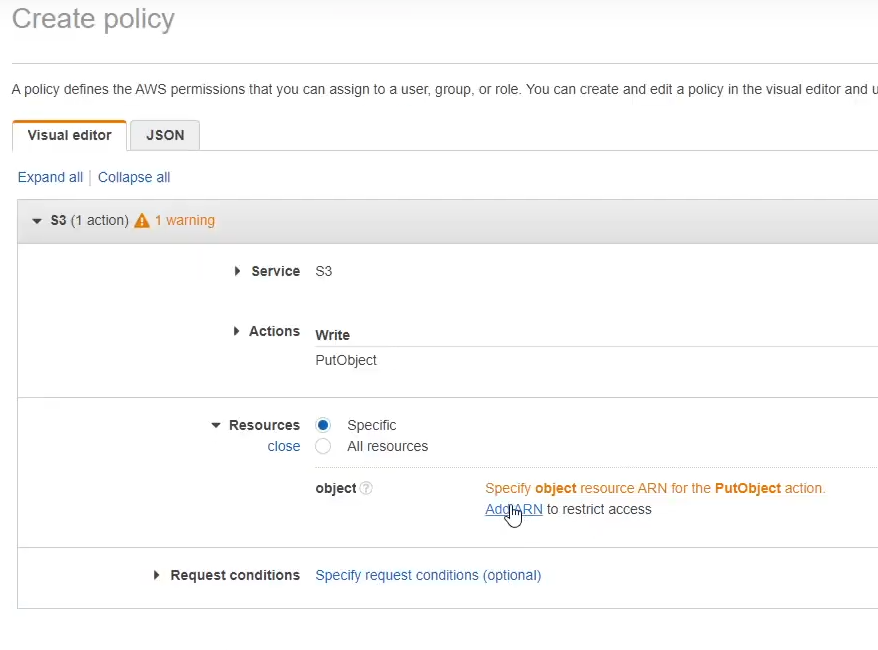 Create policy
A policy defines the AWS permissions that you can assign to a user, group, or role. You can create and edit a policy in the visual editor and
Visual editor JSON
Expand all Collapse all
S3 (1 action) 1 warning
Service S3
Actions Write
PutObject
Resources Specific
close All resources
object ? Specify object resource ARN for the PutObject action.
Add ARN to restrict access
Request conditions Specify request conditions (optional)